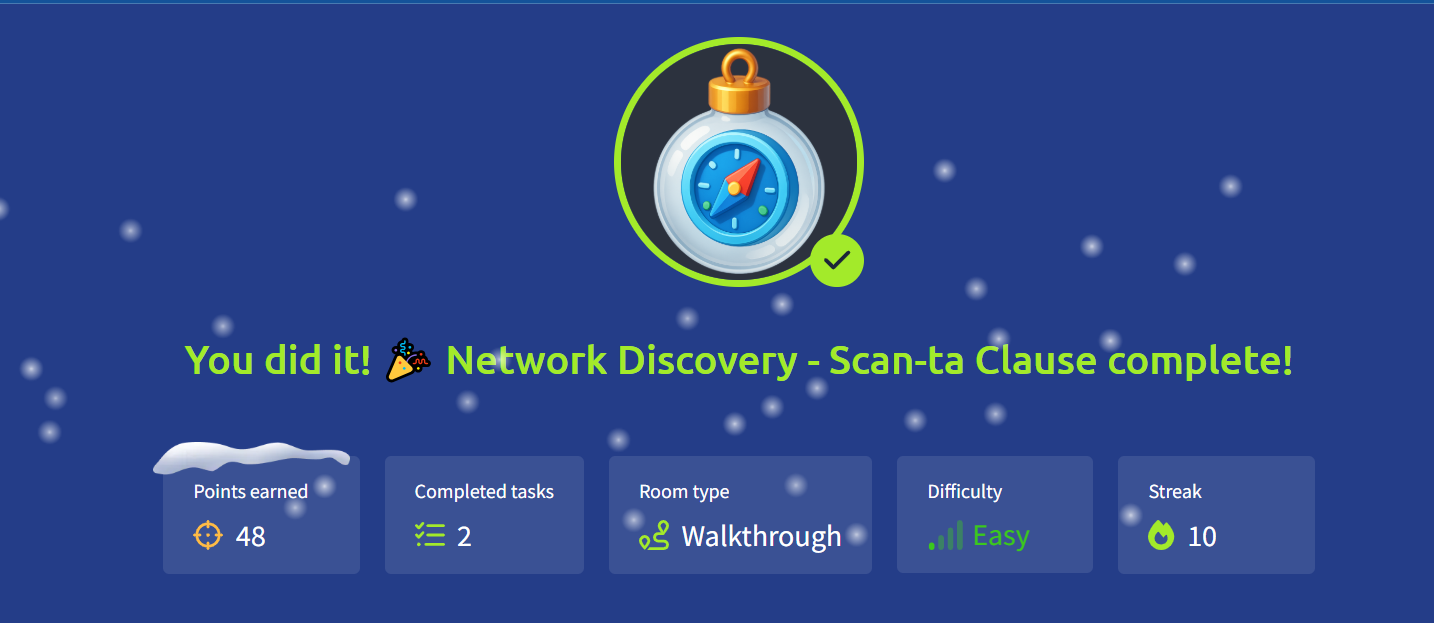 You did it! 🎉 Network Discovery - Scan-ta Clause complete!
Points earned
48
Completed tasks
2
Room type
Walkthrough
Difficulty
Easy
Streak
10